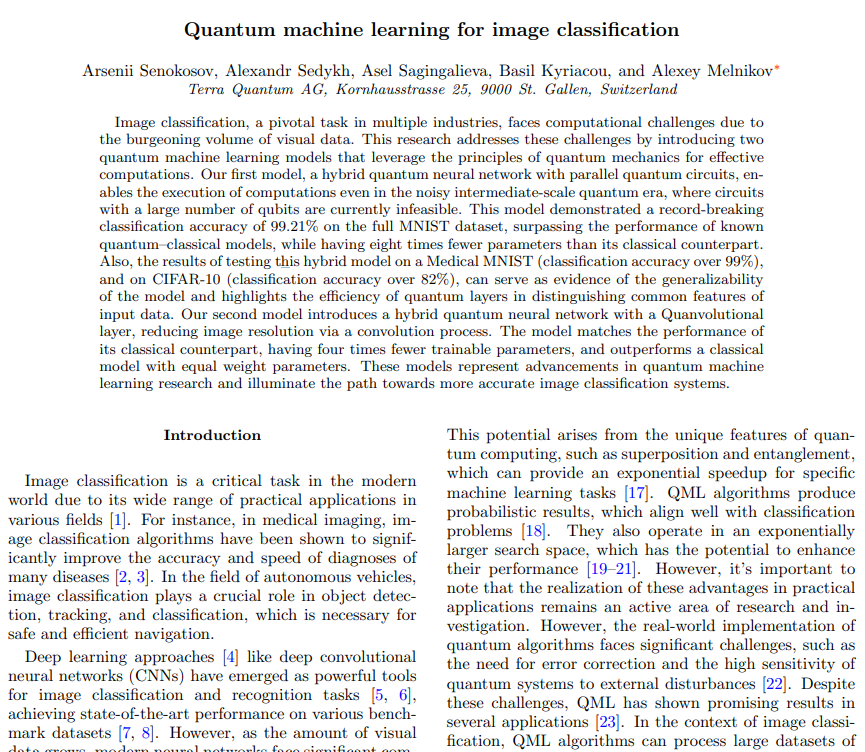 Quantum machine learning for image classification
Arsenii Senokosov, Alexandr Sedykh, Asel Sagingalieva, Basil Kyriacou, and Alexey Melnikov*
Terra Quantum AG, Kornhausstrasse 25, 9000 St. Gallen, Switzerland
Image classification, a pivotal task in multiple industries, faces computational challenges due to
the burgeoning volume of visual data. This research addresses these challenges by introducing two
quantum machine learning models that leverage the principles of quantum mechanics for effective
computations. Our first model, a hybrid quantum neural network with parallel quantum circuits, en-
ables the execution of computations even in the noisy intermediate-scale quantum era, where circuits
with a large number of qubits are currently infeasible. This model demonstrated a record-breaking
classification accuracy of 99.21% on the full MNIST dataset, surpassing the performance of known
quantum–classical models, while having eight times fewer parameters than its classical counterpart.
Also, the results of testing this hybrid model on a Medical MNIST (classification accuracy over 99%),
and on CIFAR-10 (classification accuracy over 82%), can serve as evidence of the generalizability
of the model and highlights the efficiency of quantum layers in distinguishing common features of
input data. Our second model introduces a hybrid quantum neural network with a Quanvolutional
layer, reducing image resolution via a convolution process. The model matches the performance of
its classical counterpart, having four times fewer trainable parameters, and outperforms a classical
model with equal weight parameters. These models represent advancements in quantum machine
learning research and illuminate the path towards more accurate image classification systems.
Introduction
Image classification is a critical task in the modern
world due to its wide range of practical applications in
various fields [1]. For instance, in medical imaging, im-
age classification algorithms have been shown to signif-
icantly improve the accuracy and speed of diagnoses of
many diseases [2, 3]. In the field of autonomous vehicles,
image classification plays a crucial role in object detec-
tion, tracking, and classification, which is necessary for
safe and efficient navigation.
Deep learning approaches [4] like deep convolutional
neural networks (CNNs) have emerged as powerful tools
for image classification and recognition tasks [5, 6],
achieving state-of-the-art performance on various bench-
mark datasets [7, 8]. However, as the amount of visual
data grows, modern neural networks face significant com-
This potential arises from the unique features of quan-
tum computing, such as superposition and entanglement,
which can provide an exponential speedup for specific
machine learning tasks [17]. QML algorithms produce
probabilistic results, which align well with classification
problems [18]. They also operate in an exponentially
larger search space, which has the potential to enhance
their performance [19–21]. However, it's important to
note that the realization of these advantages in practical
applications remains an active area of research and in-
vestigation. However, the real-world implementation of
quantum algorithms faces significant challenges, such as
the need for error correction and the high sensitivity of
quantum systems to external disturbances [22]. Despite
these challenges, QML has shown promising results in
several applications [23]. In the context of image classi-
fication, QML algorithms can process large datasets of